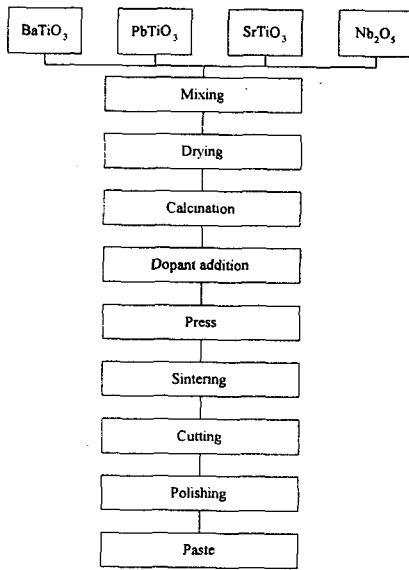 BaTiO3 PbTiO3 SrTiO3 Nb2O5
Mixing
Drying
Calcination
Dopant addition
Press
Sintering
Cutting
Polishing
Paste